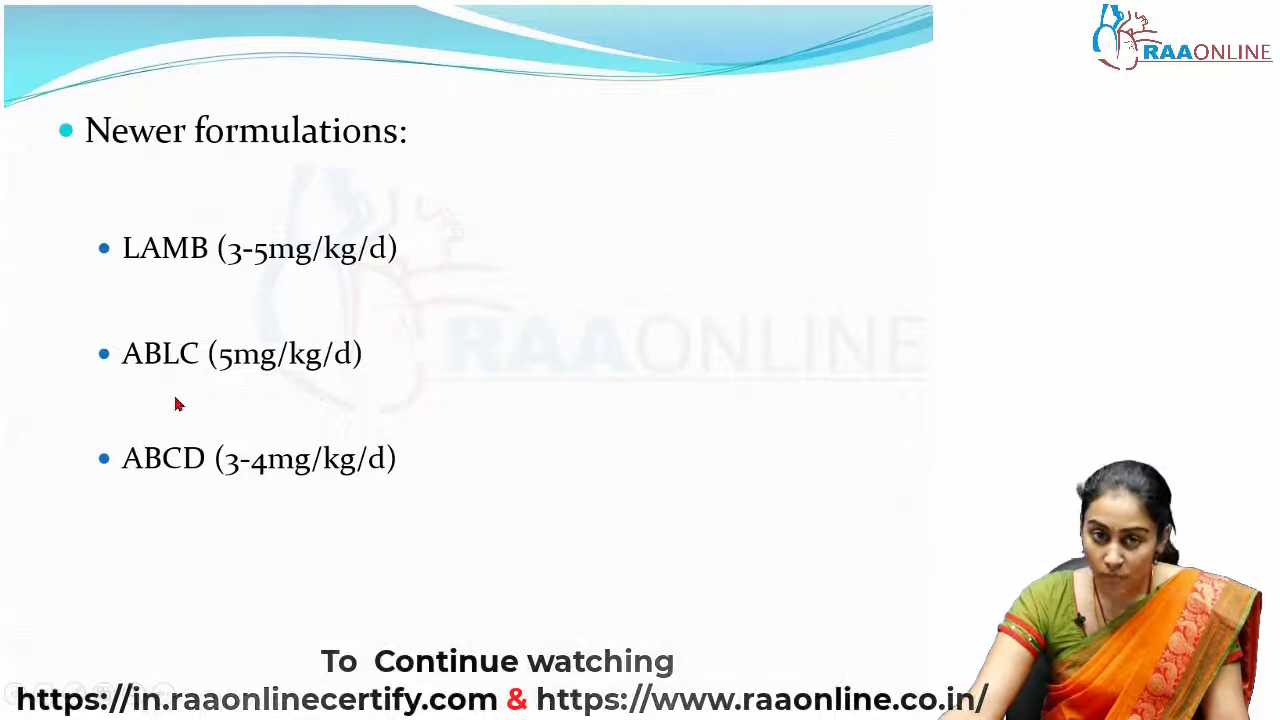 RAAONLINE
Newer formulations:
LAMB (3-5mg/kg/d)
RAAONLINE
ABLC (5mg/kg/d)
ABCD (3-4mg/kg/d)
To Continue watching
https://in.raaonlinecertify.com & https://www.raaonline.co.in/